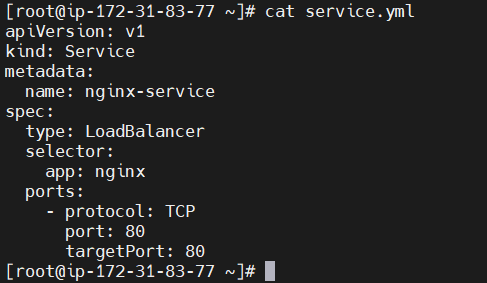 [root@ip-172-31-83-77 ~]# cat service.yml
apiVersion: v1
kind: Service
metadata:
  name: nginx-service
spec:
  type: LoadBalancer
  selector:
    app: nginx
  ports:
    - protocol: TCP
      port: 80
      targetPort: 80
[root@ip-172-31-83-77 ~]#